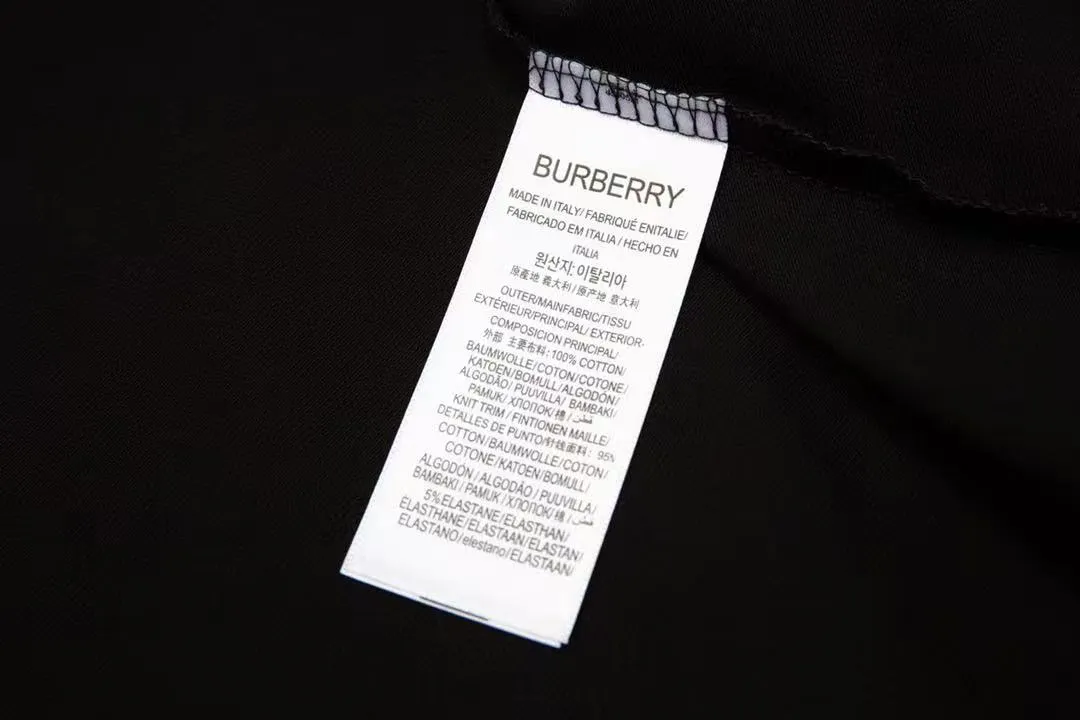 BURBERRY
MADE IN ITALY/ FABRIQUÉ ENITALIE/
FABRICADO EM ITALIA / HECHO EN
ITALIA
원산지: 이탈리아
原產地 義大利 / 原产地 意大利
OUTER/MAINFABRIC/TISSU
EXTÉRIEUR/PRINCIPAL/ EXTERIOR-
COMPOSICION PRINCIPAL/
外部 主要布料:100% COTTON/
BAUMWOLLE/COTON/COTONE/
KATOEN/BOMULL/ALGODÓN/
ALGODÃO/ PUUVILLA/ BAMBAKI/
PAMUK/ ХЛОПОК/棉 / قطن
KNIT TRIM / FINTIONEN MAILLE/
DETALLES DE PUNTO/针线面料: 95%
COTTON/BAUMWOLLE/COTON/
COTONE/KATOEN/BOMULL/
ALGODÓN/ ALGODÃO / PUUVILLA/
BAMBAKI / PAMUK / ХЛОПОК/棉 / قطن
5% ELASTANE/ELASTHAN/
ÉLASTHANE/ELASTAAN/ELASTAN/
ELASTANO/elestano/ELASTAAN/